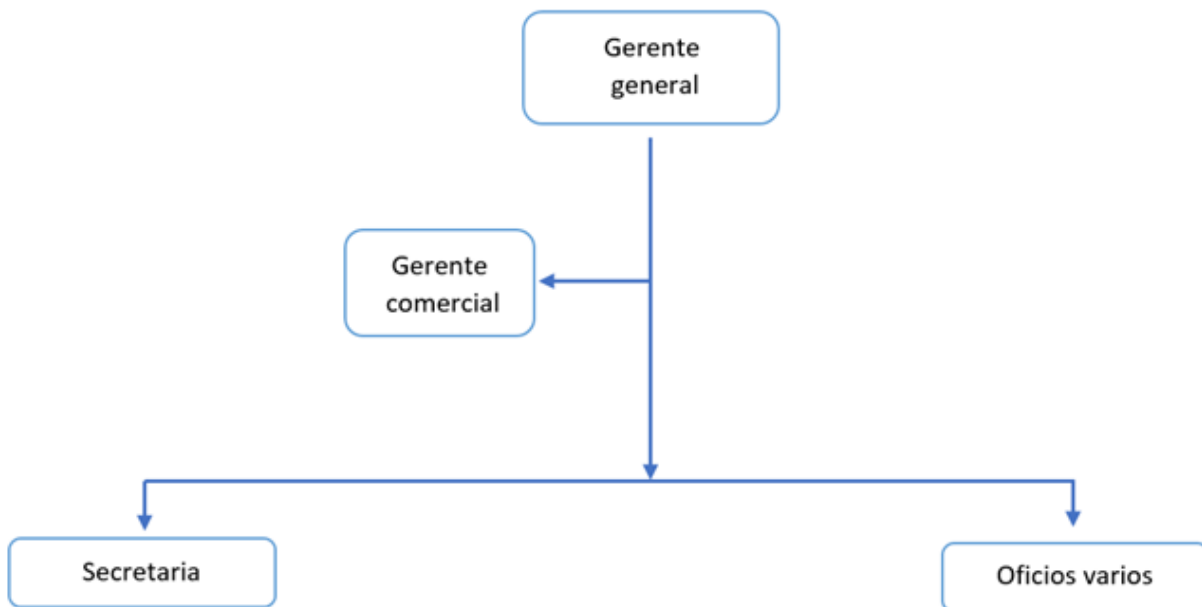 Gerente
general
Gerente
comercial
Secretaria
Oficios varios